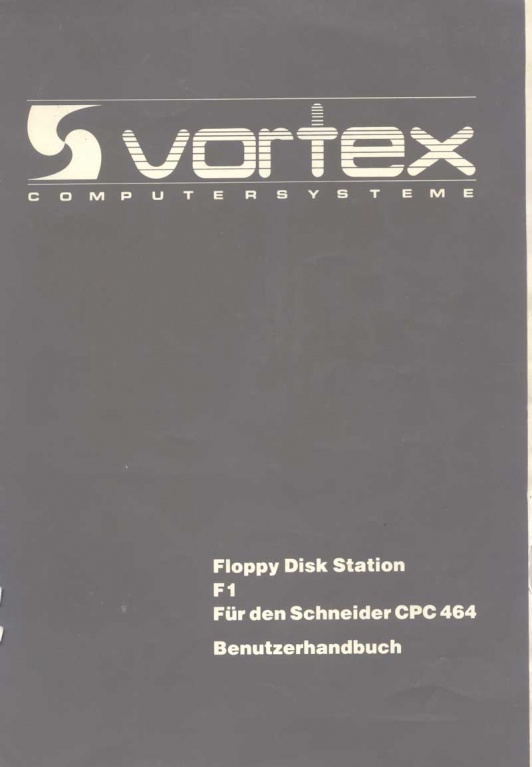 vortex
COMPUTERSYSTEME
Floppy Disk Station
F1
Für den Schneider CPC 464
Benutzerhandbuch